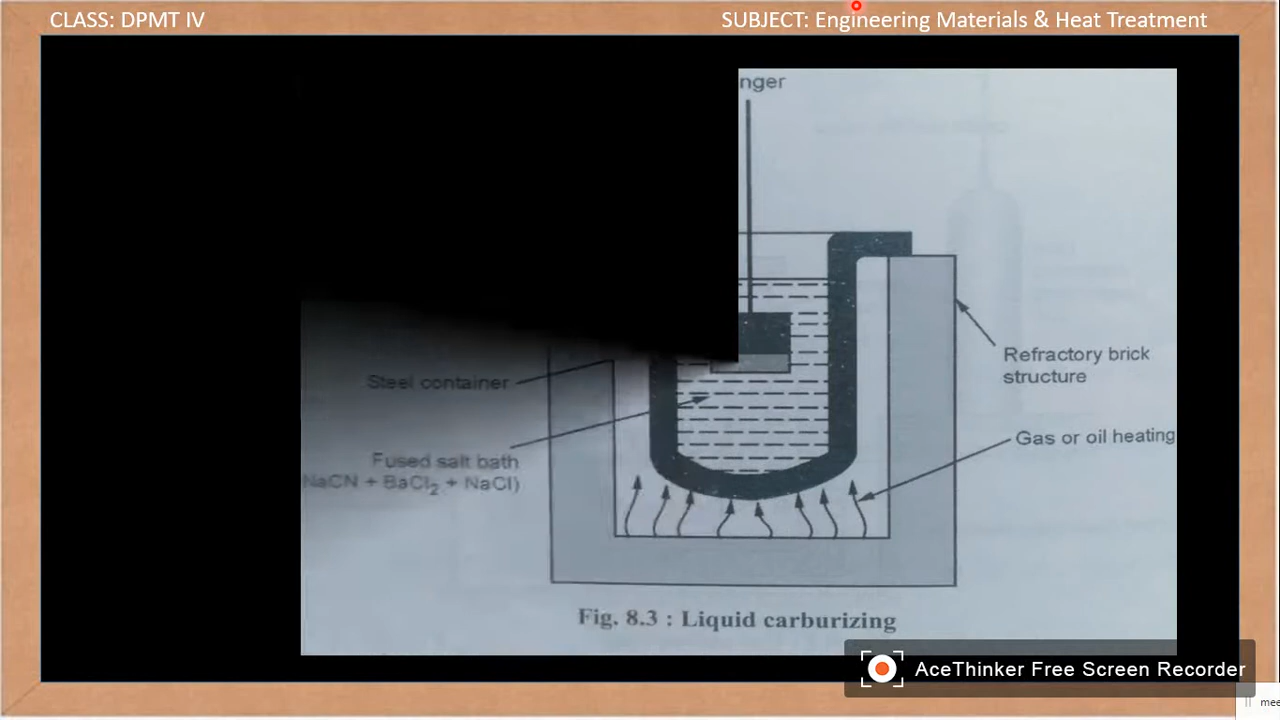 CLASS: DPMT IV
SUBJECT: Engineering Materials & Heat Treatment
nger
Refractory brick
structure
Steel container
Gas or oil heating
Fused salt bath
NaCN + BaCl₂ + NaCl)
Fig. 8.3 : Liquid carburizing
AceThinker Free Screen Recorder
mee